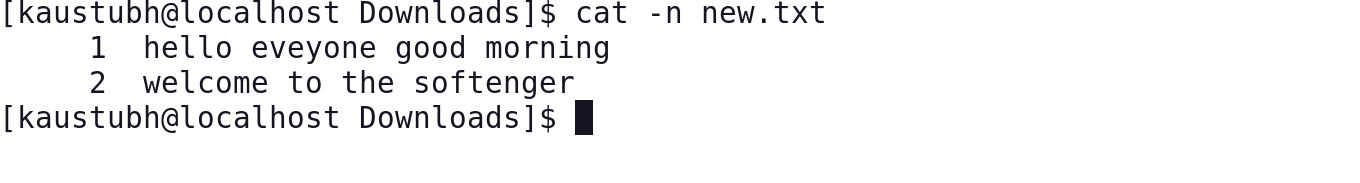 [kaustubh@localhost Downloads]$ cat -n new.txt
     1  hello eveyone good morning
     2  welcome to the softenger
[kaustubh@localhost Downloads]$